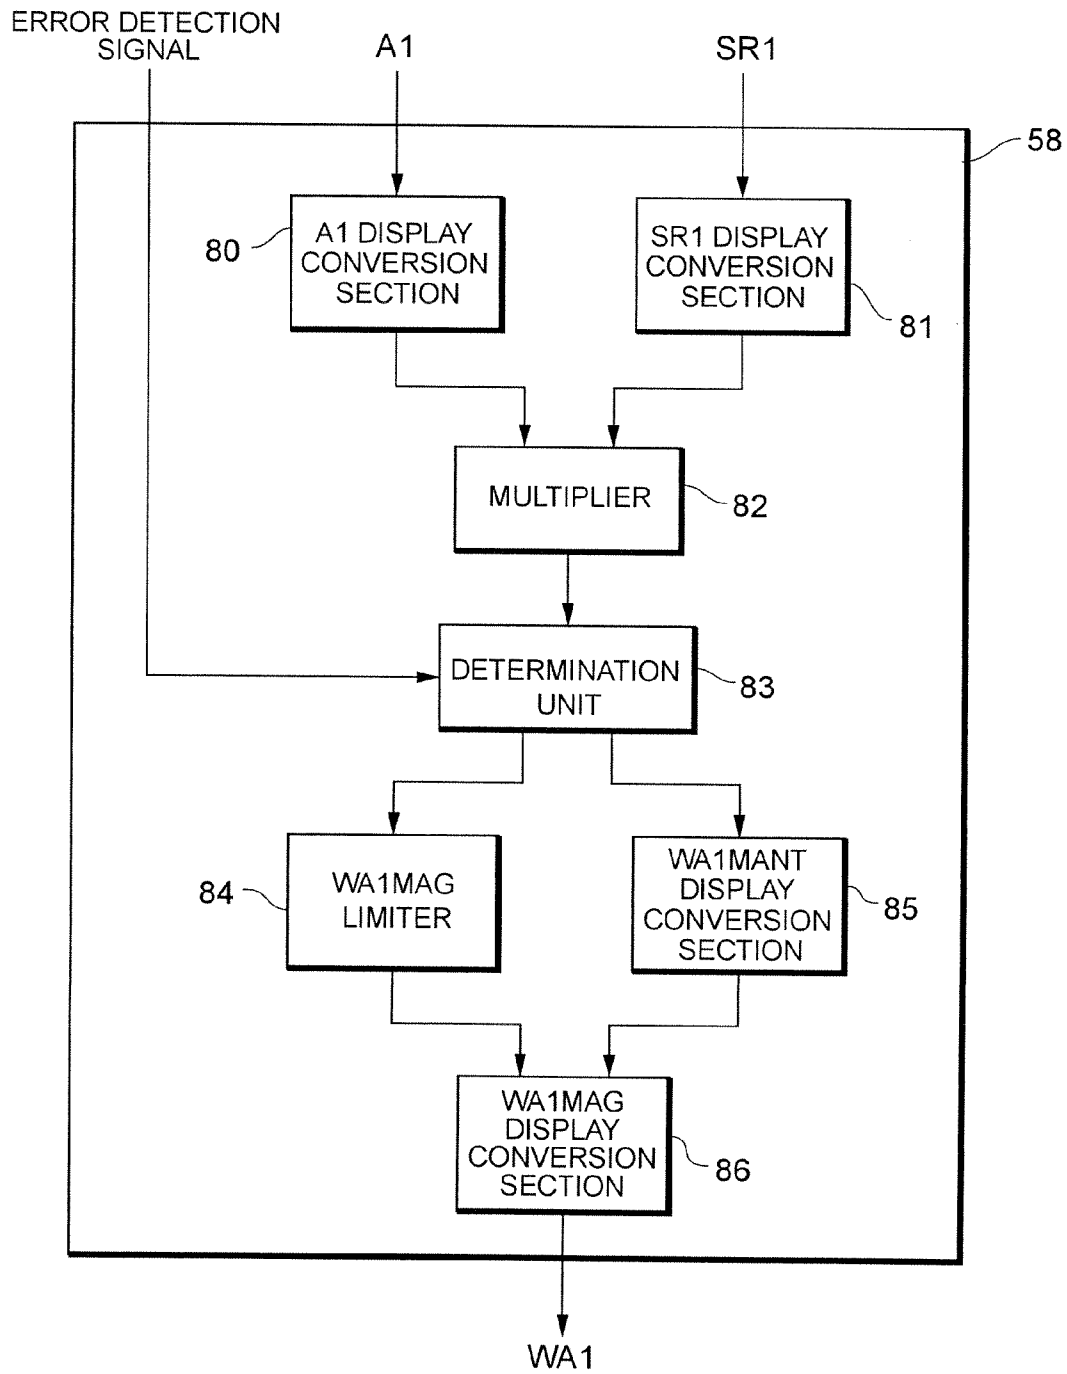 ERROR DETECTION
SIGNAL
A1
SR1
58
80
A1 DISPLAY
CONVERSION
SECTION
SR1 DISPLAY
CONVERSION
SECTION
81
MULTIPLIER
82
DETERMINATION
UNIT
83
84
WA1MAG
LIMITER
WA1MANT
DISPLAY
CONVERSION
SECTION
85
WA1MAG
DISPLAY
CONVERSION
SECTION
86
WA1